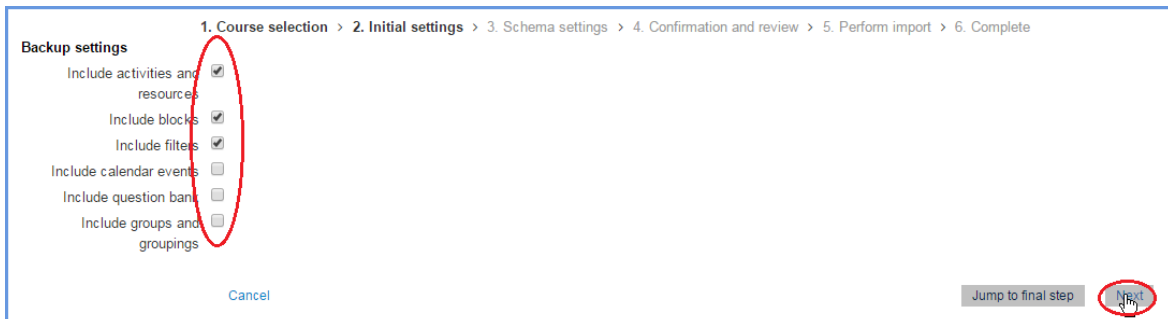 1. Course selection > 2. Initial settings > 3. Schema settings > 4. Confirmation and review > 5. Perform import > 6. Complete
Backup settings
Include activities and
resources
Include blocks
Include filters
Include calendar events
Include question bank
Include groups and
groupings
Cancel
Jump to final step
Next